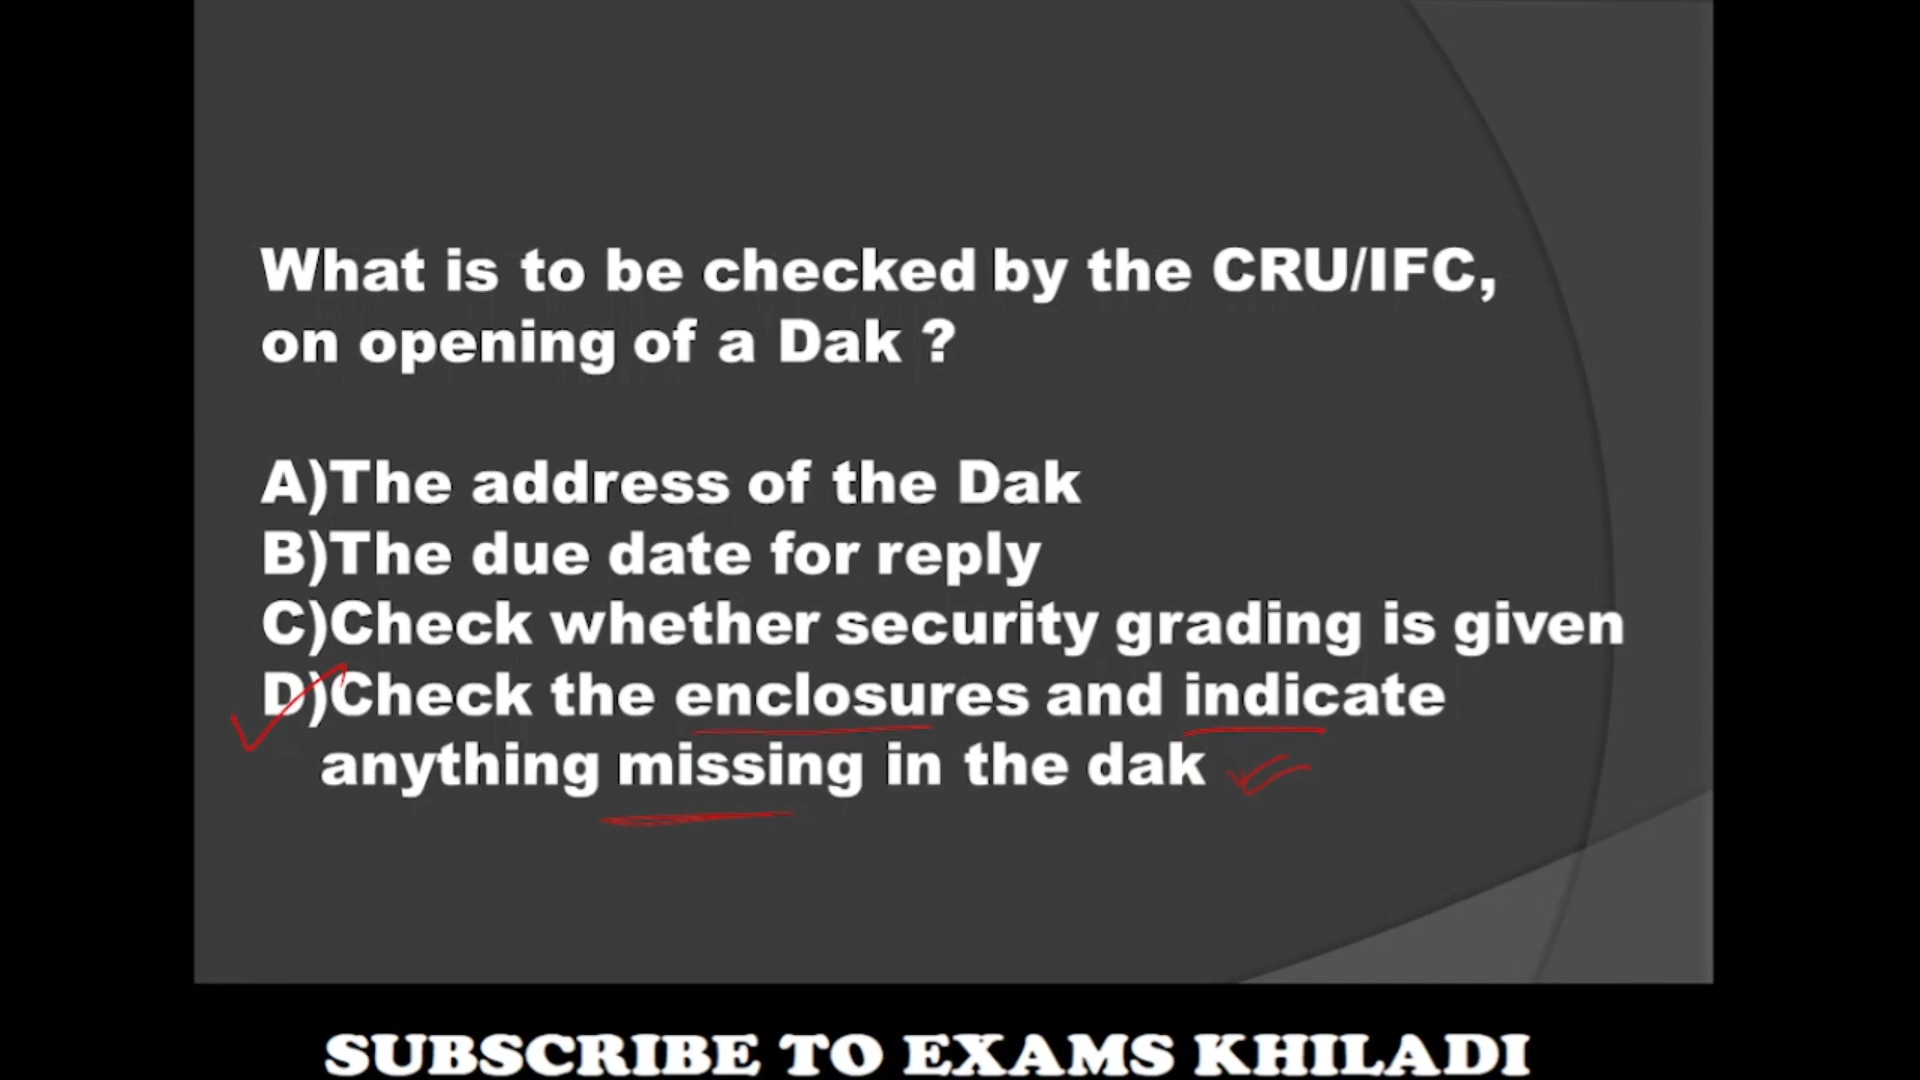 What is to be checked by the CRU/IFC,
on opening of a Dak ?
A)The address of the Dak
B)The due date for reply
C)Check whether security grading is given
D)Check the enclosures and indicate
anything missing in the dak
SUBSCRIBE TO EXAMS KHILADI